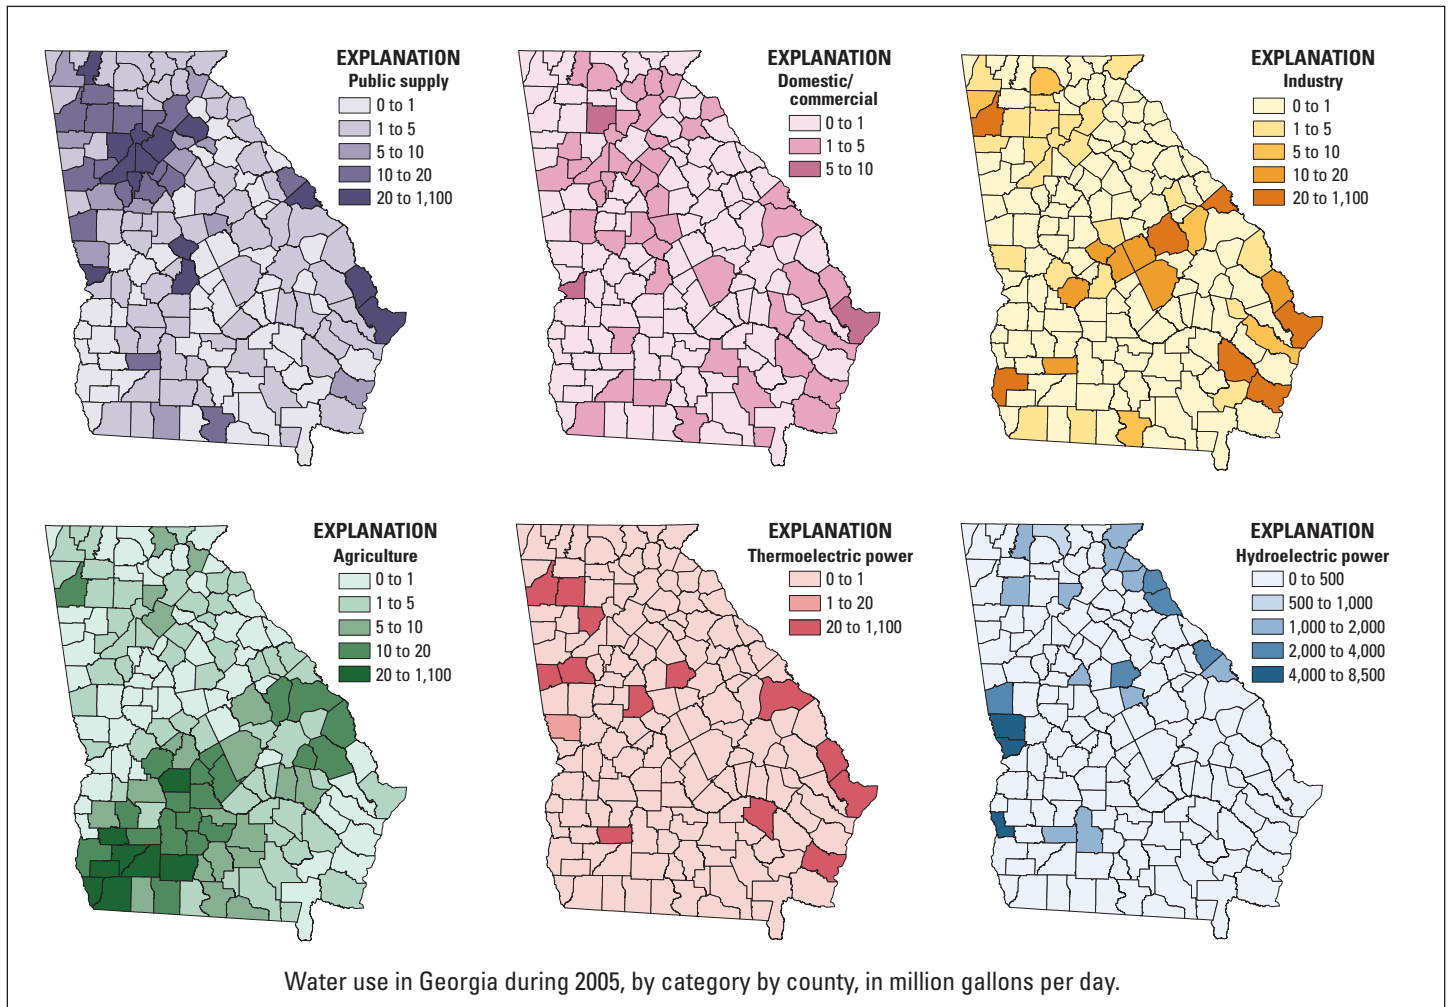 EXPLANATION
Public supply
0 to 1
1 to 5
5 to 10
10 to 20
20 to 1,100
EXPLANATION
Domestic/
commercial
0 to 1
1 to 5
5 to 10
EXPLANATION
Industry
0 to 1
1 to 5
5 to 10
10 to 20
20 to 1,100
EXPLANATION
Agriculture
0 to 1
1 to 5
5 to 10
10 to 20
20 to 1,100
EXPLANATION
Thermoelectric power
0 to 1
1 to 20
20 to 1,100
EXPLANATION
Hydroelectric power
0 to 500
500 to 1,000
1,000 to 2,000
2,000 to 4,000
4,000 to 8,500
Water use in Georgia during 2005, by category by county, in million gallons per day.